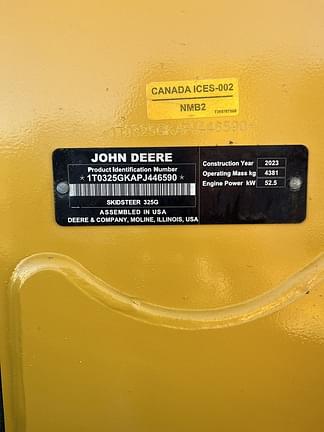 CANADA ICES-002
NMB2
1T0325GKAPJ446590
JOHN DEERE
Product Identification Number
* 1T0325GKAPJ446590 *
SKIDSTEER 325G
ASSEMBLED IN USA
DEERE & COMPANY, MOLINE, ILLINOIS, USA
Construction Year 2023
Operating Mass kg 4381
Engine Power kW 52.5